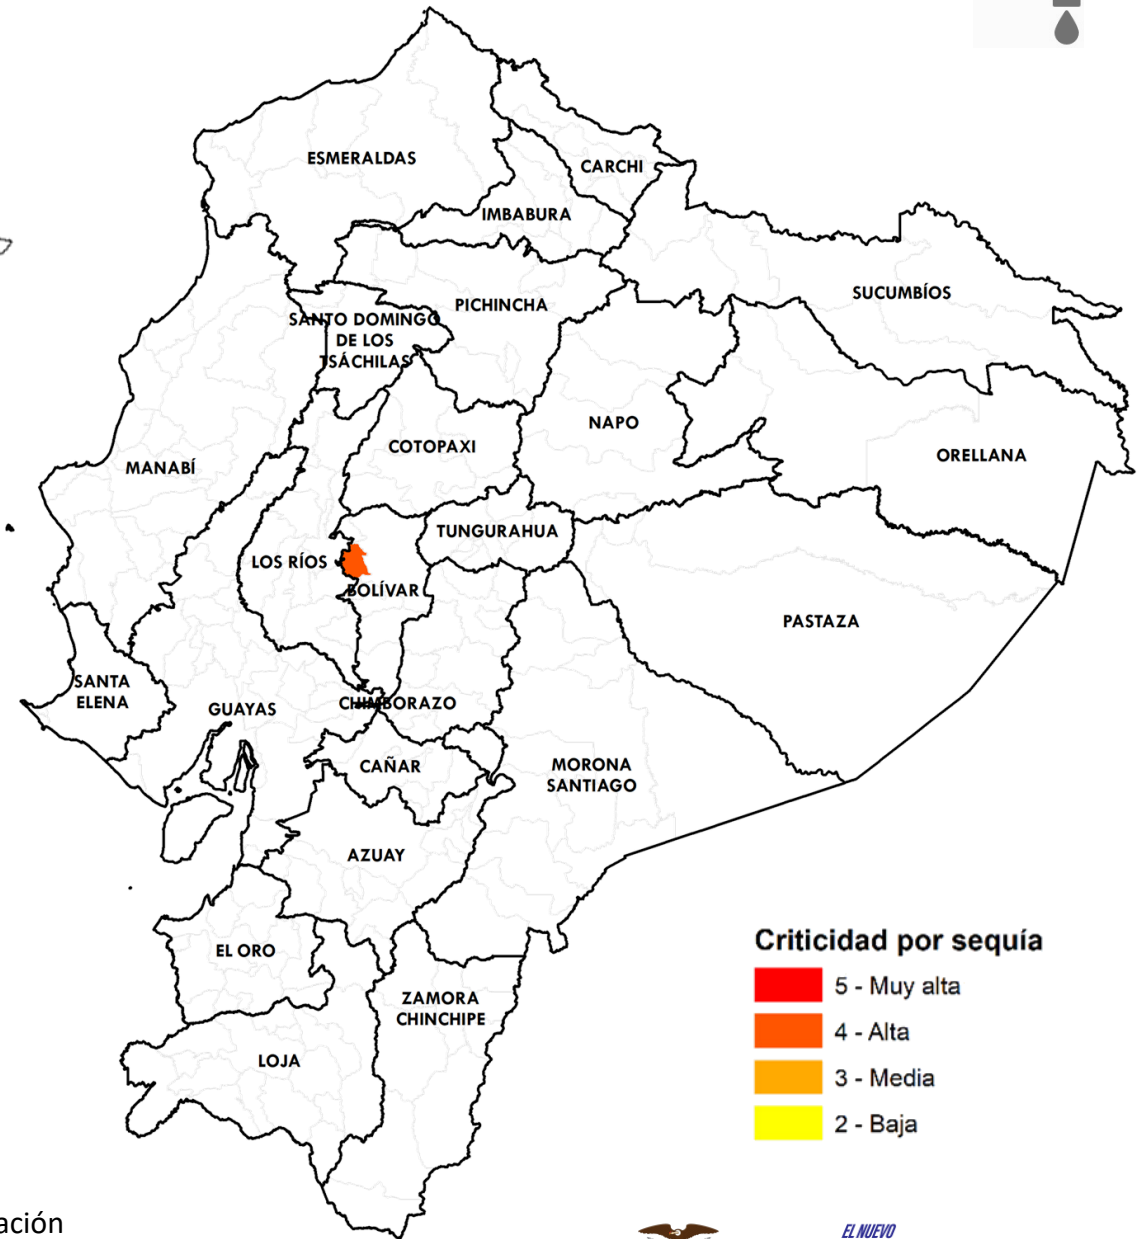 ESMERALDAS
CARCHI
IMBABURA
SUCUMBÍOS
PICHINCHA
SANTO DOMINGO
DE LOS
TSÁCHILAS
NAPO
COTOPAXI
ORELLANA
MANABÍ
TUNGURAHUA
LOS RÍOS
BOLÍVAR
PASTAZA
SANTA
ELENA
GUAYAS
CHIMBORAZO
CAÑAR
MORONA
SANTIAGO
AZUAY
EL ORO
ZAMORA
CHINCHIPE
LOJA
Criticidad por sequía
5 - Muy alta
4 - Alta
3 - Media
2 - Baja
ación
EL NUEVO